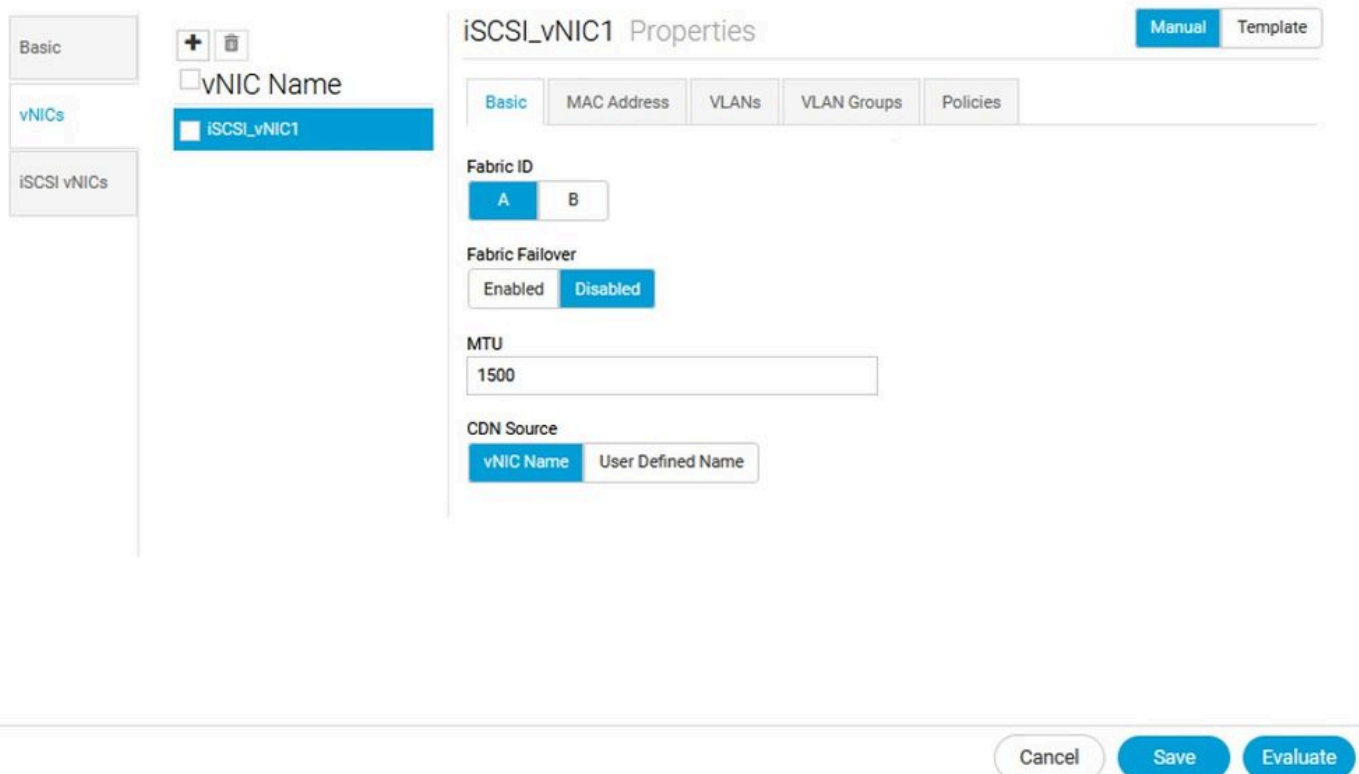 Basic
vNICs
iSCSI vNICs
vNIC Name
iSCSI_vNIC1
iSCSI_vNIC1 Properties
Manual Template
Basic MAC Address VLANs VLAN Groups Policies
Fabric ID
A B
Fabric Failover
Enabled Disabled
MTU
1500
CDN Source
vNIC Name User Defined Name
Cancel Save Evaluate